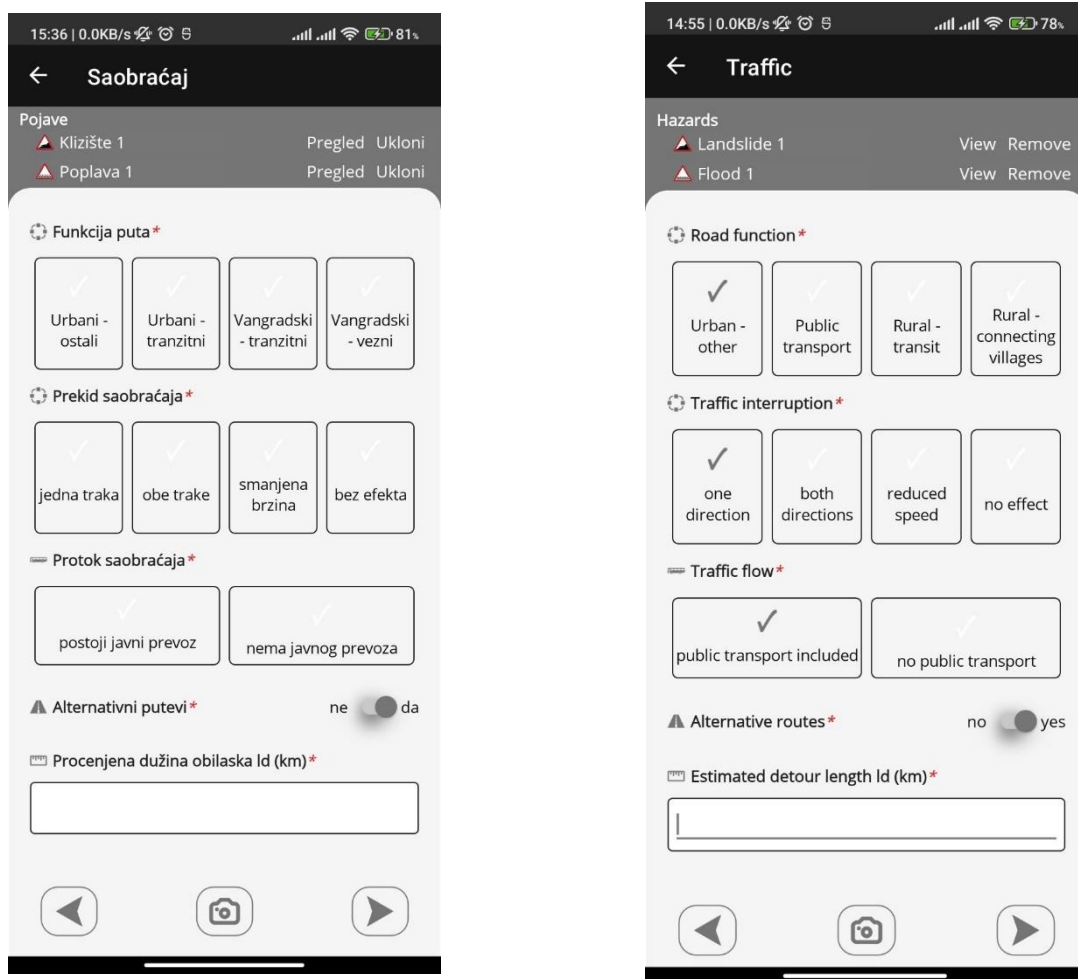 15:36 | 0.0KB/s 81%
Saobraćaj
Pojave
Klizište 1 Pregled Ukloni
Poplava 1 Pregled Ukloni
Funkcija puta*
Urbani -
ostali
Urbani -
tranzitni
Vangradski
- tranzitni
Vangradski
- vezni
Prekid saobraćaja*
jedna traka
obe trake
smanjena
brzina
bez efekta
Protok saobraćaja*
postoji javni prevoz
nema javnog prevoza
Alternativni putevi* ne da
Procenjena dužina obilaska ld (km)*
14:55 | 0.0KB/s 78%
Traffic
Hazards
Landslide 1 View Remove
Flood 1 View Remove
Road function*
Urban -
other
Public
transport
Rural -
transit
Rural -
connecting
villages
Traffic interruption*
one
direction
both
directions
reduced
speed
no effect
Traffic flow*
public transport included
no public transport
Alternative routes* no yes
Estimated detour length ld (km)*